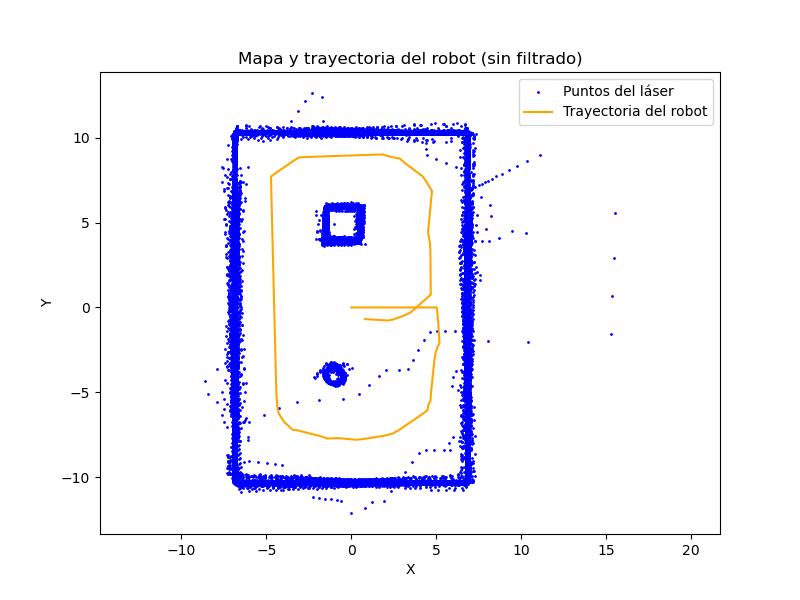 Mapa y trayectoria del robot (sin filtrado)
Puntos del láser
Trayectoria del robot
10
5
0
−5
−10
Y
−10
−5
0
5
10
15
20
X